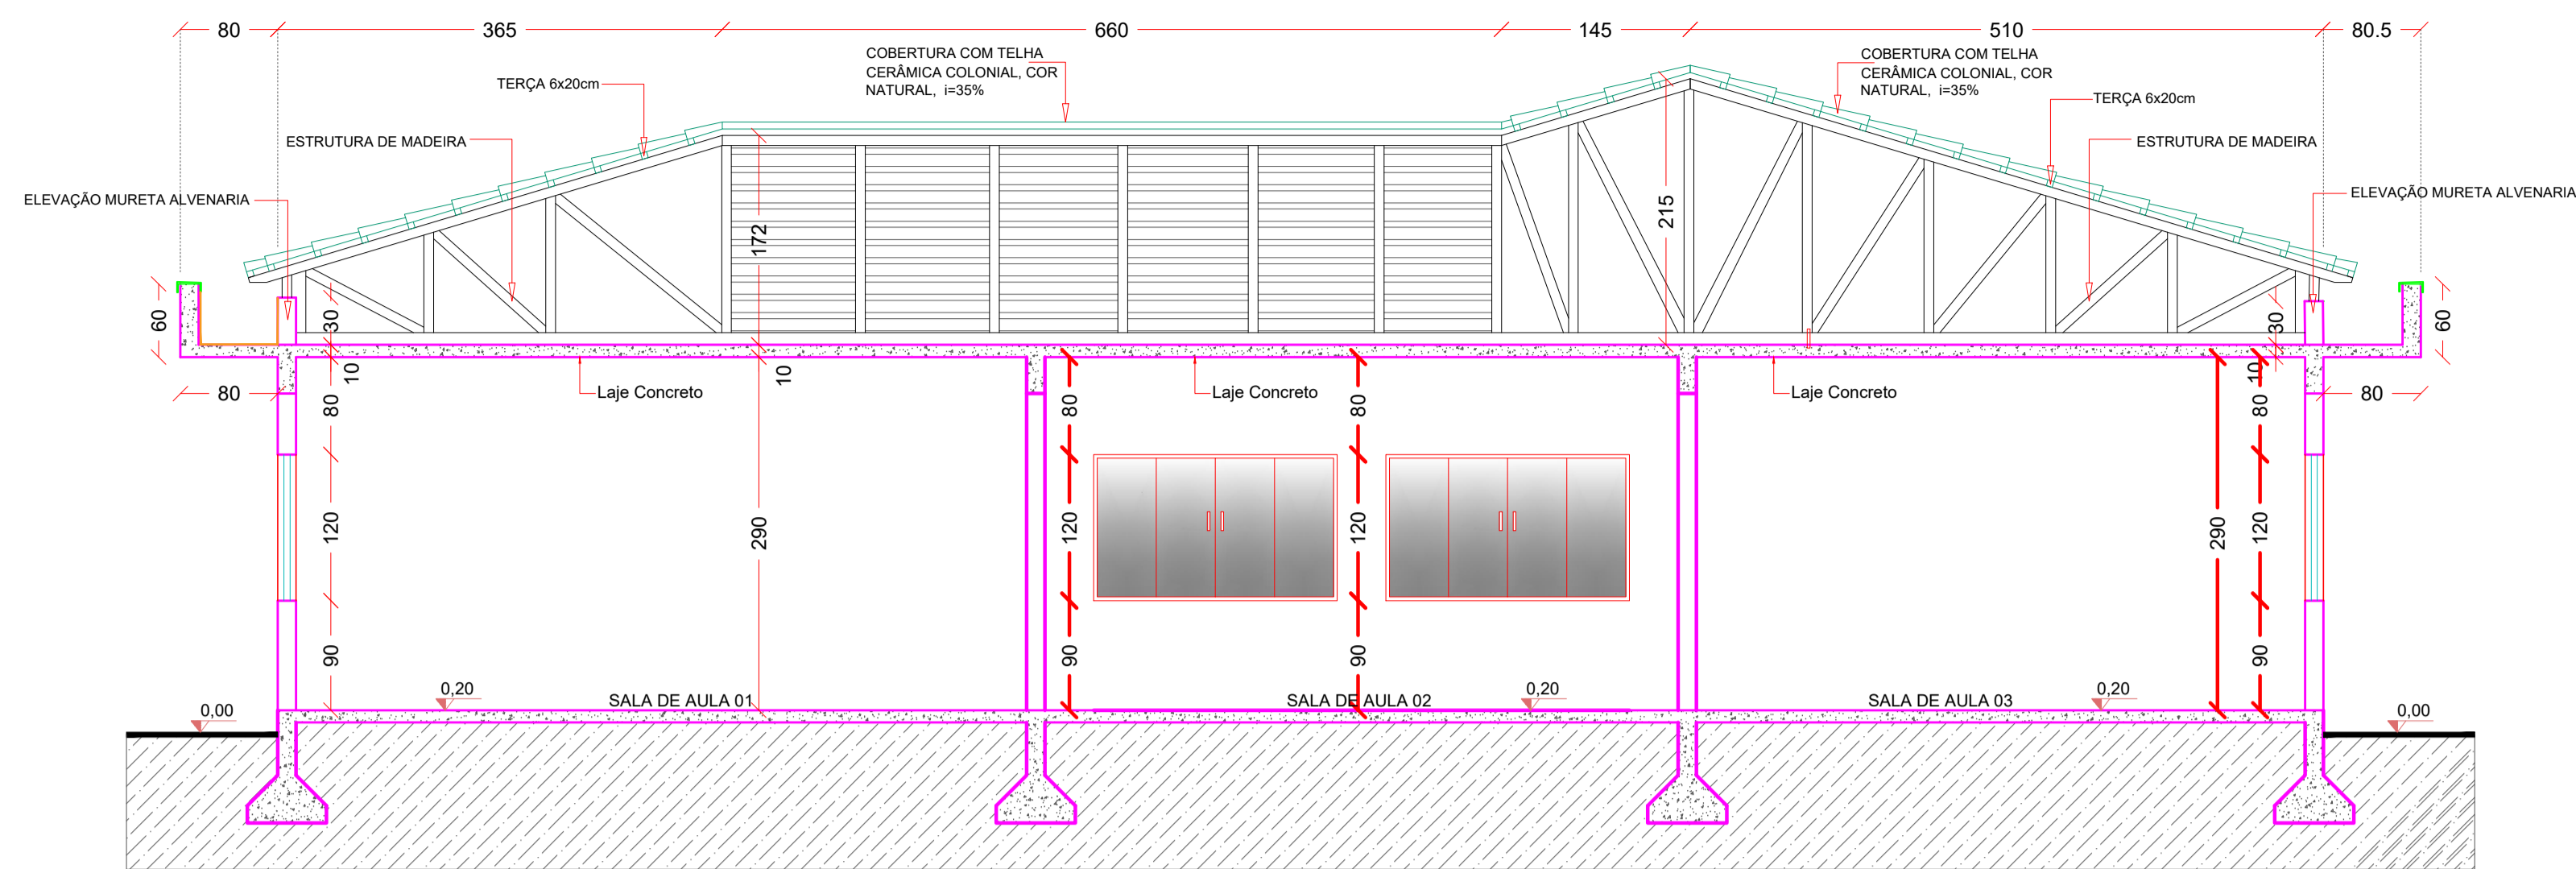 80
365
660
145
510
80.5
COBERTURA COM TELHA
CERÂMICA COLONIAL, COR
NATURAL, i=35%
COBERTURA COM TELHA
CERÂMICA COLONIAL, COR
NATURAL, i=35%
TERÇA 6x20cm
TERÇA 6x20cm
ESTRUTURA DE MADEIRA
ESTRUTURA DE MADEIRA
ELEVAÇÃO MURETA ALVENARIA
ELEVAÇÃO MURETA ALVENARIA
172
215
60
30
30
60
10
10
10
80
Laje Concreto
Laje Concreto
Laje Concreto
80
80
80
80
80
120
290
120
120
290
120
90
90
90
90
0,20
SALA DE AULA 01
SALA DE AULA 02
0,20
SALA DE AULA 03
0,20
0,00
0,00